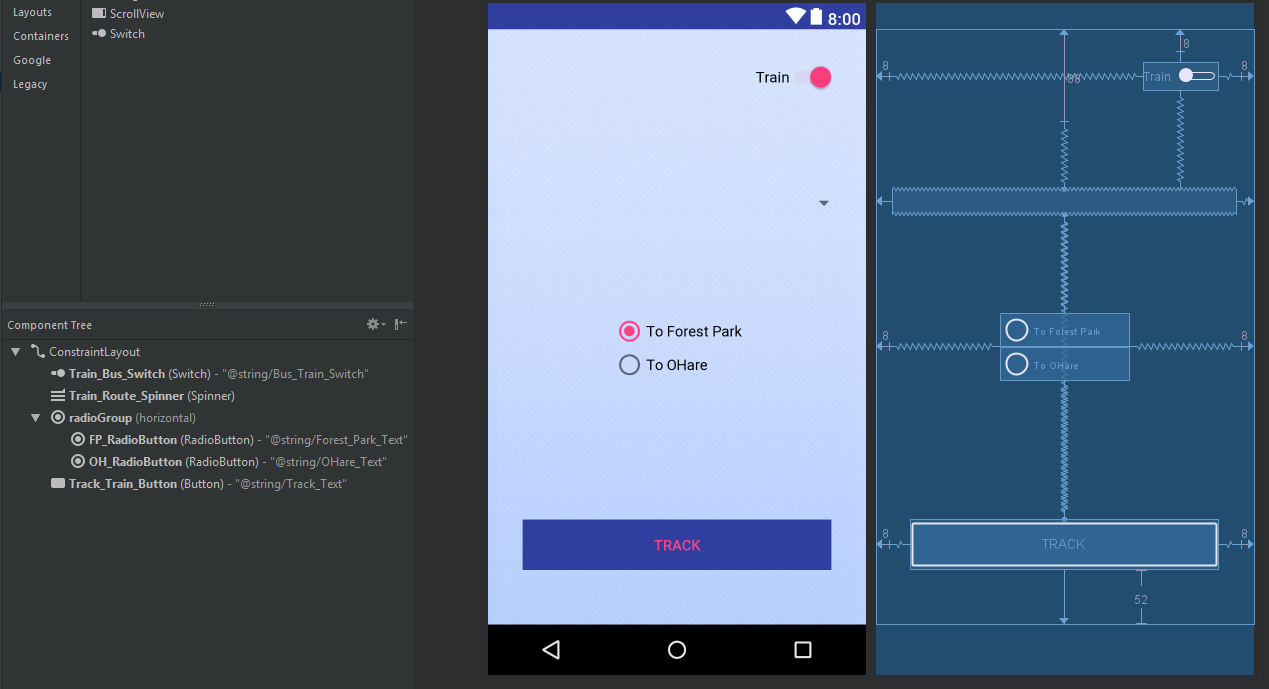 Layouts
Containers
Google
Legacy
ScrollView
Switch
Component Tree
ConstraintLayout
Train_Bus_Switch (Switch) - "@string/Bus_Train_Switch"
Train_Route_Spinner (Spinner)
radioGroup (horizontal)
FP_RadioButton (RadioButton) - "@string/Forest_Park_Text"
OH_RadioButton (RadioButton) - "@string/OHare_Text"
Track_Train_Button (Button) - "@string/Track_Text"
8:00
Train
To Forest Park
To OHare
TRACK
8
8
8
Train
8
8
To Forest Park
To OHare
8
8
TRACK
52